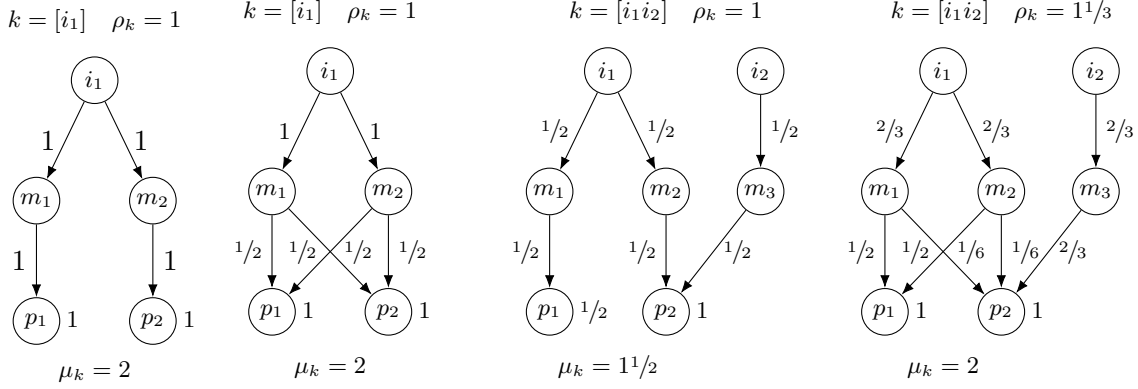 k = [i₁] ρₖ = 1
i₁
1 1
m₁ m₂
1 1
p₁ 1 p₂ 1
μₖ = 2
k = [i₁] ρₖ = 1
i₁
1 1
m₁ m₂
1/2 1/2 1/2 1/2
p₁ 1 p₂ 1
μₖ = 2
k = [i₁i₂] ρₖ = 1
i₁ i₂
1/2 1/2 1/2
m₁ m₂ m₃
1/2 1/2 1/2
p₁ 1/2 p₂ 1
μₖ = 1 1/2
k = [i₁i₂] ρₖ = 1 1/3
i₁ i₂
2/3 2/3 2/3
m₁ m₂ m₃
1/2 1/2 1/6 1/6 2/3
p₁ 1 p₂ 1
μₖ = 2